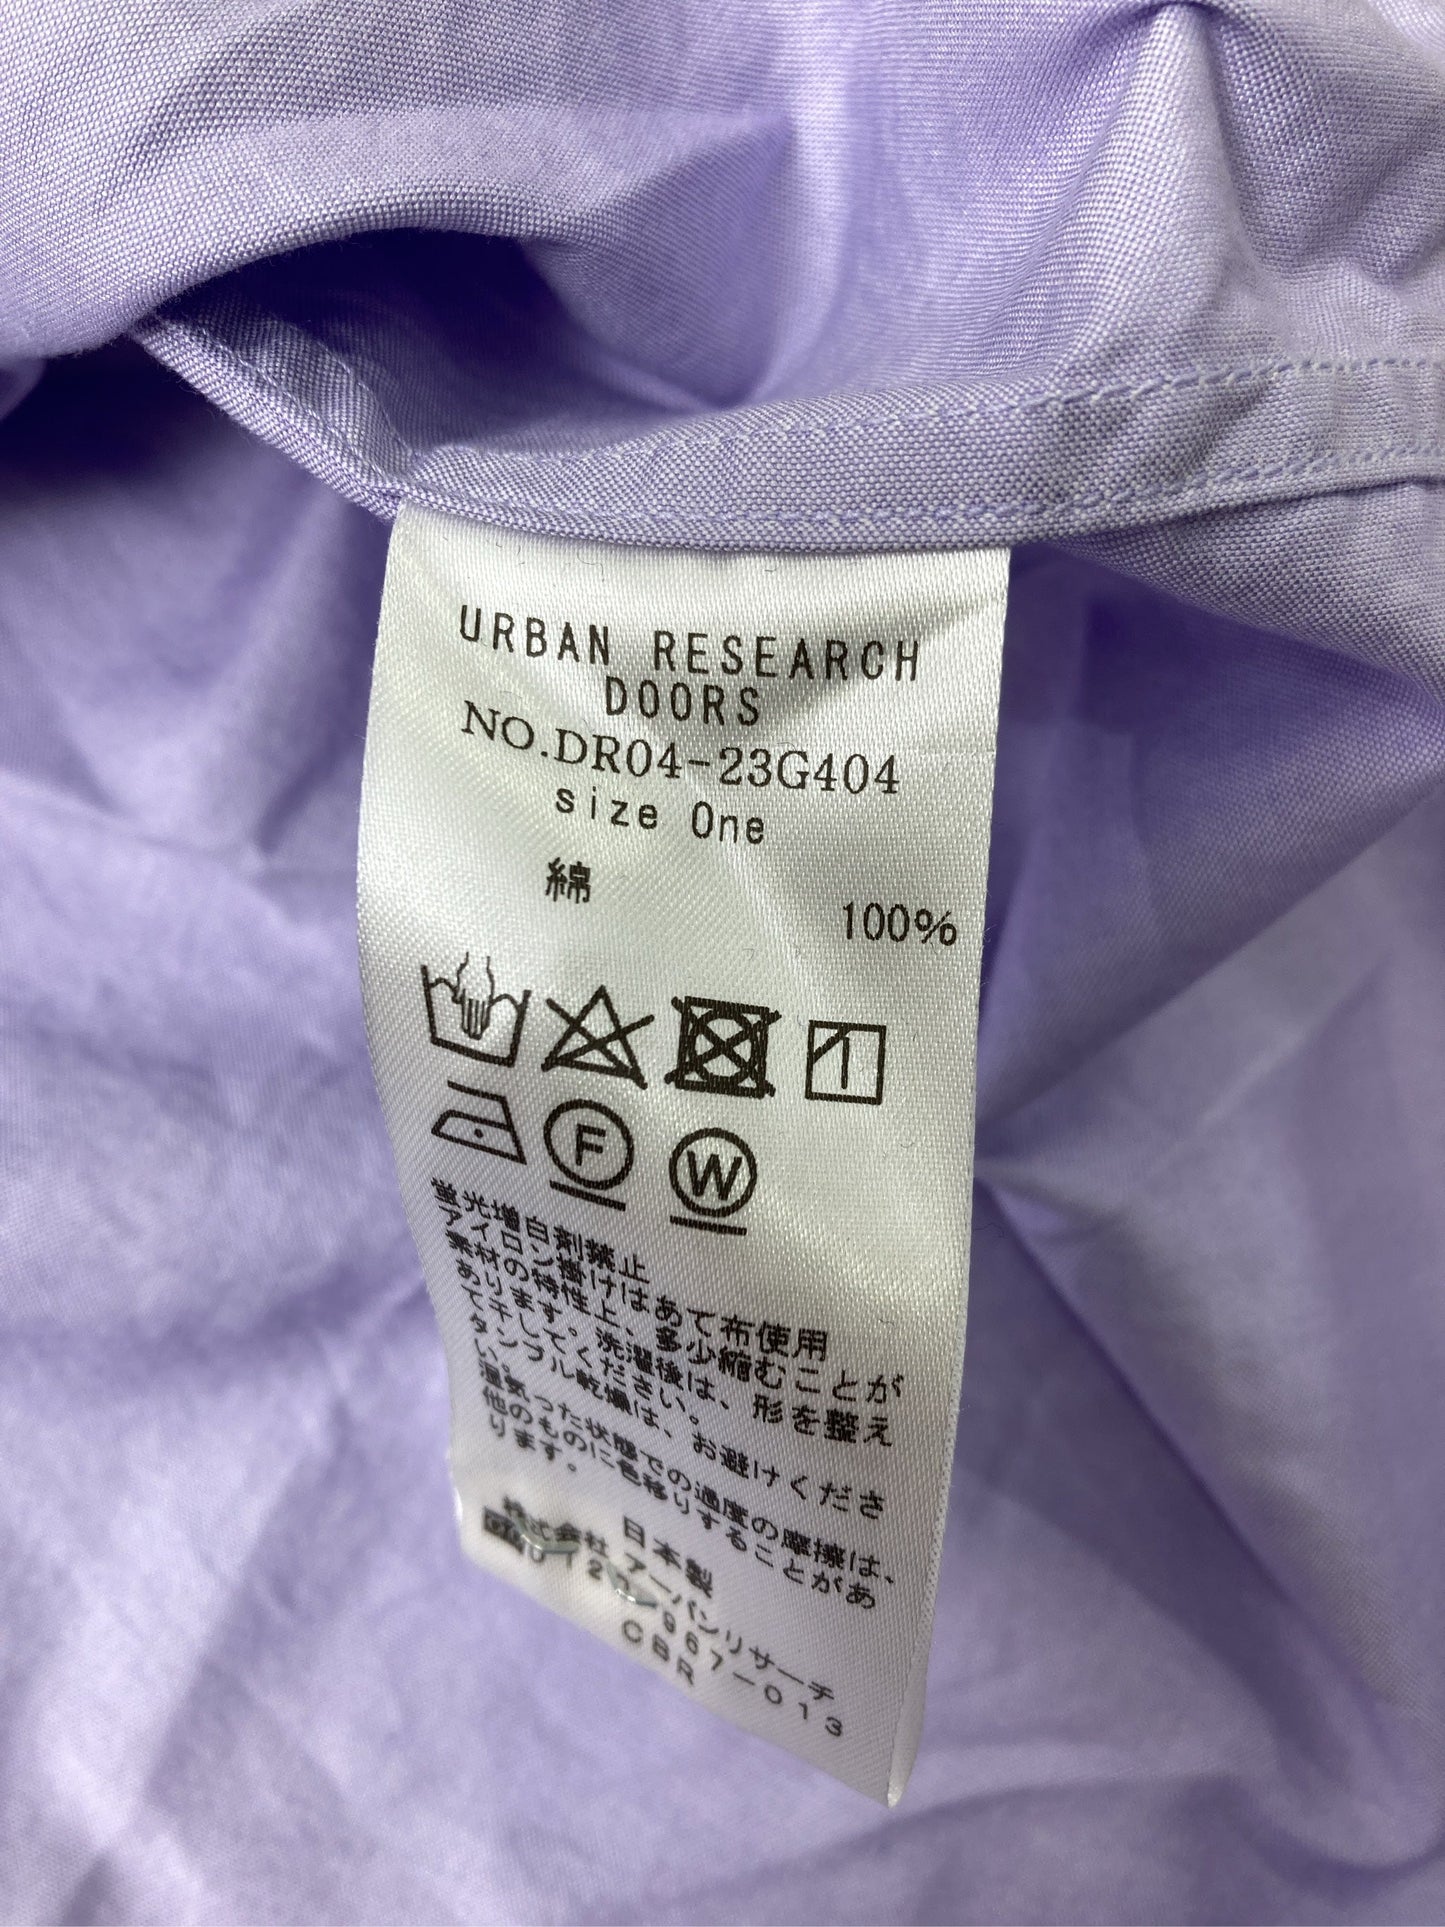 URBAN RESEARCH
DOORS
NO.DR04-23G404
size One
綿 100%
1
F
W
蛍光増白剤禁止
アイロン掛けはあて布使用
素材の特性上、多少縮むことが
あります。洗濯後は、形を整え
て干してください。
タンブル乾燥は、お避けくださ
い。
湿気った状態での過度の摩擦は、
他のものに色移りすることがあ
ります。
日本製
株式会社 アーバンリサーチ
967-013
CBR